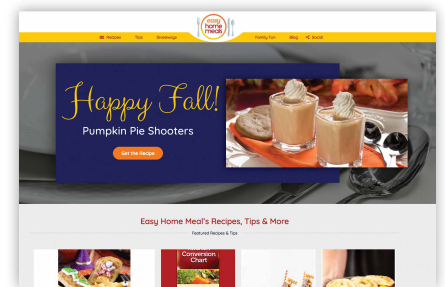 easy
home
meals
Recipes
Tips
Giveaways
Family Fun
Blog
Social
Happy Fall!
Pumpkin Pie Shooters
Get the Recipe
Easy Home Meal's Recipes, Tips & More
Featured Recipes & Tips
Conversion
Chart